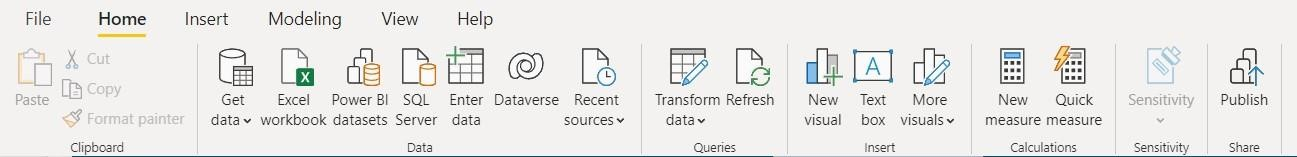 File Home Insert Modeling View Help
Paste
Cut
Copy
Format painter
Clipboard
Get
data
Excel
workbook
Power BI
datasets
SQL
Server
Enter
data
Dataverse
Recent
sources
Data
Transform
data
Refresh
Queries
New
visual
A
Text
box
More
visuals
Insert
New
measure
Quick
measure
Calculations
Sensitivity
Sensitivity
Publish
Share